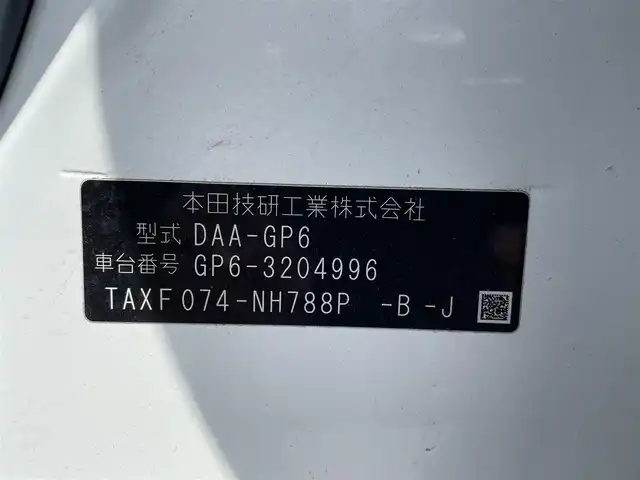 本田技研工業株式会社
型式 DAA-GP6
車台番号 GP6-3204996
TAXF074-NH788P -B-J